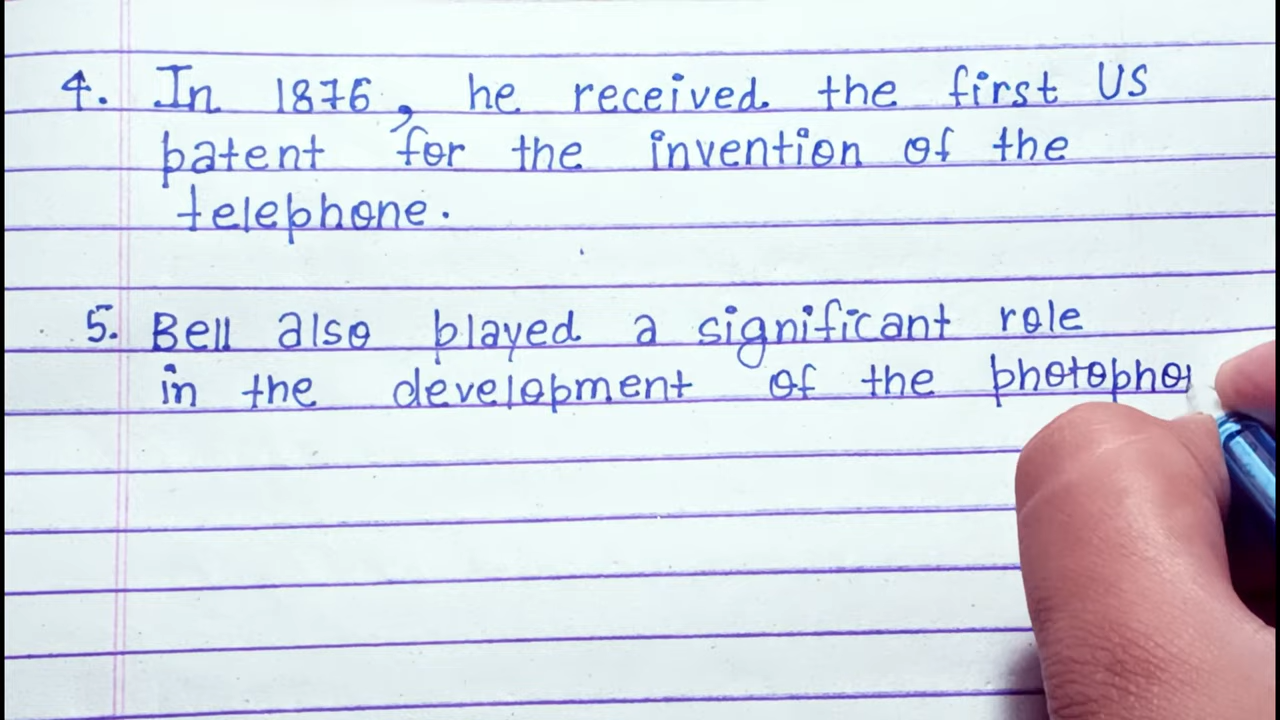 4. In 1876, he received the first US
patent for the invention of the
telephone.
5. Bell also played a significant role
in the development of the